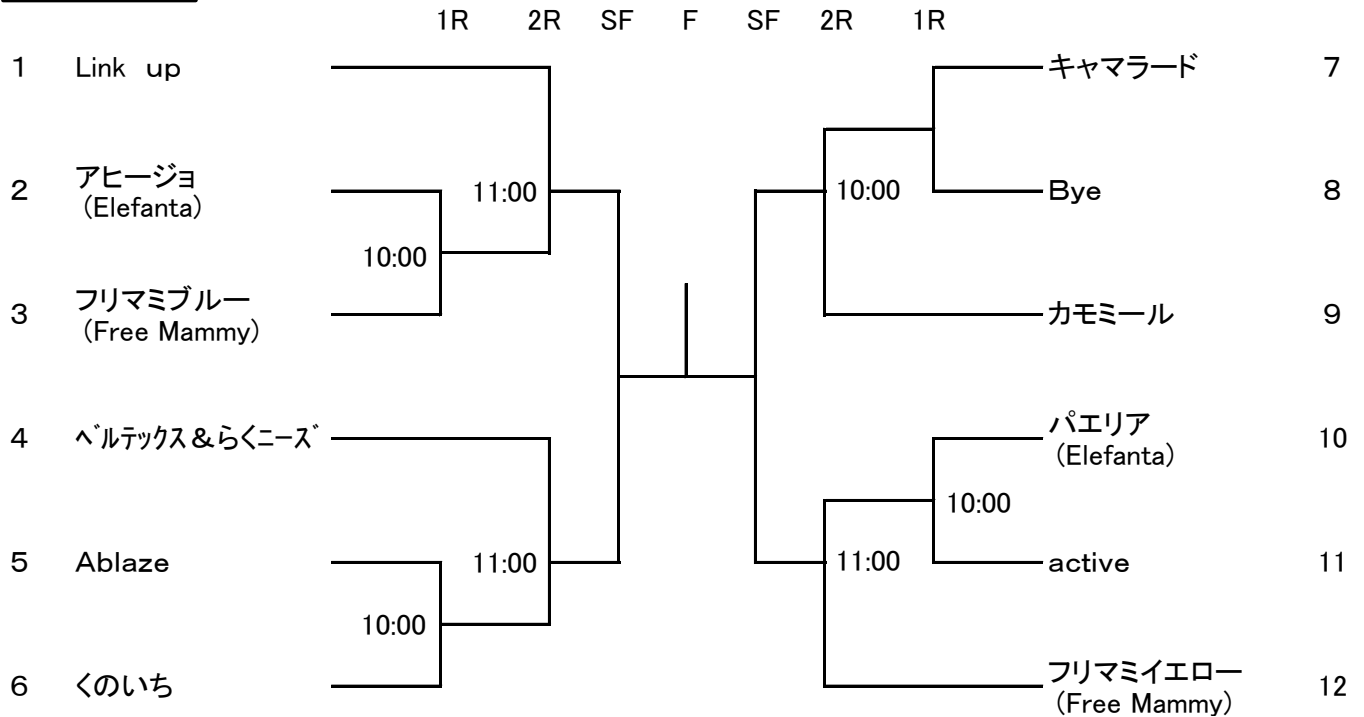 1R 2R SF F SF 2R 1R
1 Link up
キャマラード 7
2 アヒージョ
(Elefanta)
11:00
10:00
Bye 8
10:00
3 フリマミブルー
(Free Mammy)
カモミール 9
4 ベルテックス＆らくニーズ
パエリア 10
(Elefanta)
10:00
5 Ablaze
11:00
11:00
active 11
10:00
6 くのいち
フリマミイエロー 12
(Free Mammy)